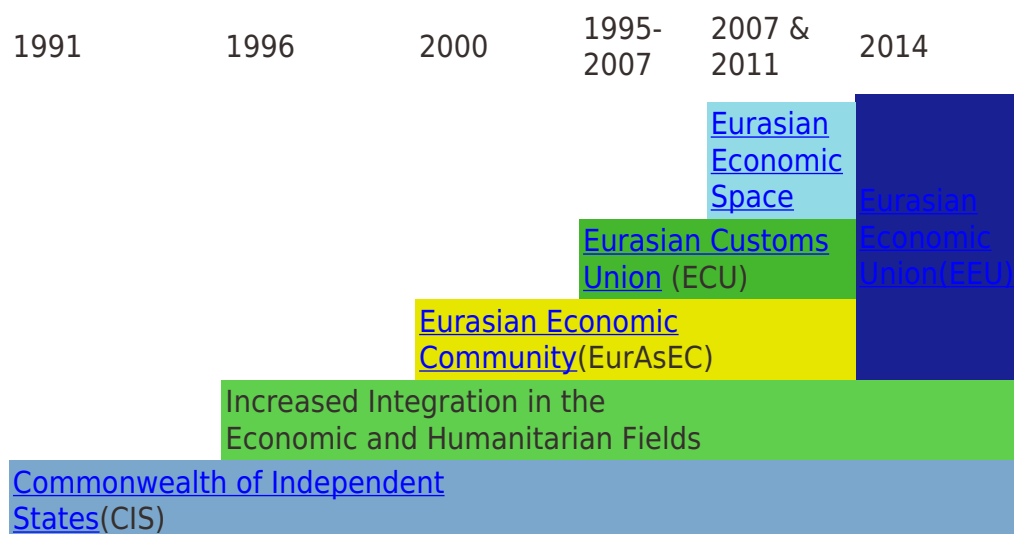 1991
1996
2000
1995-
2007
2007 &
2011
2014
Eurasian
Economic
Space
Eurasian
Economic
Union(EEU)
Eurasian Customs
Union (ECU)
Eurasian Economic
Community(EurAsEC)
Increased Integration in the
Economic and Humanitarian Fields
Commonwealth of Independent
States(CIS)